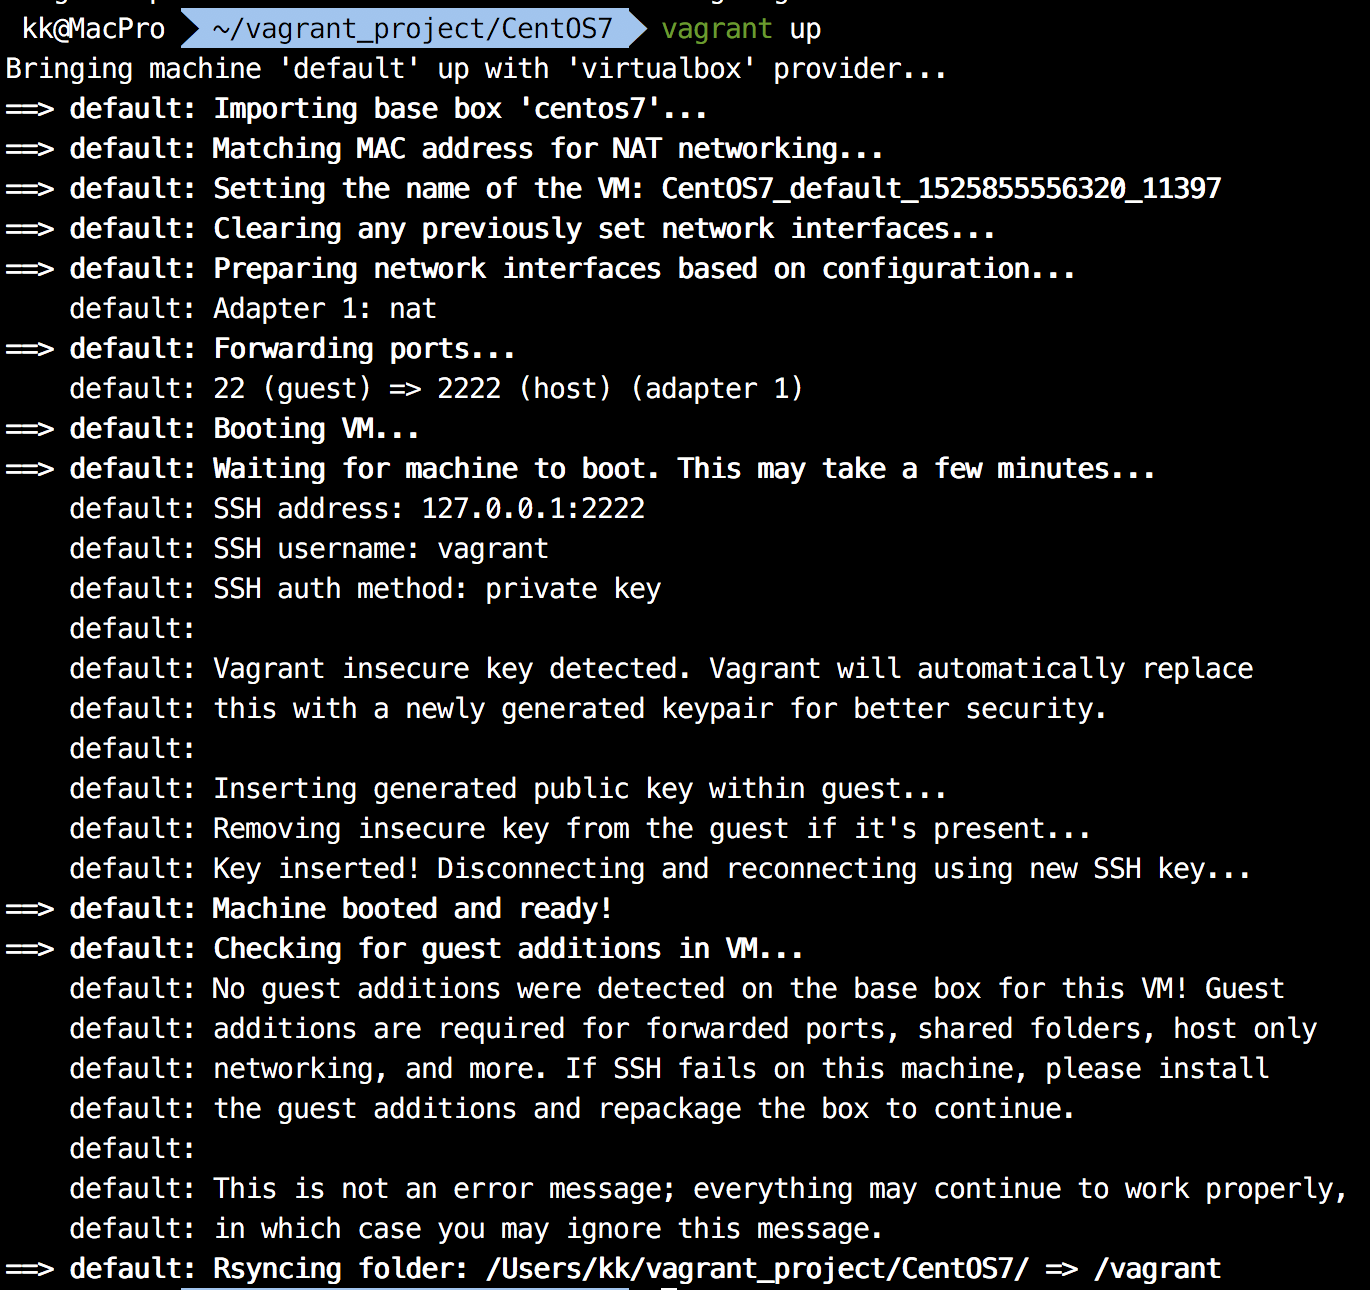 kk@MacPro ~/vagrant_project/CentOS7 vagrant up
Bringing machine 'default' up with 'virtualbox' provider...
==> default: Importing base box 'centos7'...
==> default: Matching MAC address for NAT networking...
==> default: Setting the name of the VM: CentOS7_default_1525855556320_11397
==> default: Clearing any previously set network interfaces...
==> default: Preparing network interfaces based on configuration...
    default: Adapter 1: nat
==> default: Forwarding ports...
    default: 22 (guest) => 2222 (host) (adapter 1)
==> default: Booting VM...
==> default: Waiting for machine to boot. This may take a few minutes...
    default: SSH address: 127.0.0.1:2222
    default: SSH username: vagrant
    default: SSH auth method: private key
    default:
    default: Vagrant insecure key detected. Vagrant will automatically replace
    default: this with a newly generated keypair for better security.
    default:
    default: Inserting generated public key within guest...
    default: Removing insecure key from the guest if it's present...
    default: Key inserted! Disconnecting and reconnecting using new SSH key...
==> default: Machine booted and ready!
==> default: Checking for guest additions in VM...
    default: No guest additions were detected on the base box for this VM! Guest
    default: additions are required for forwarded ports, shared folders, host only
    default: networking, and more. If SSH fails on this machine, please install
    default: the guest additions and repackage the box to continue.
    default:
    default: This is not an error message; everything may continue to work properly,
    default: in which case you may ignore this message.
==> default: Rsyncing folder: /Users/kk/vagrant_project/CentOS7/ => /vagrant